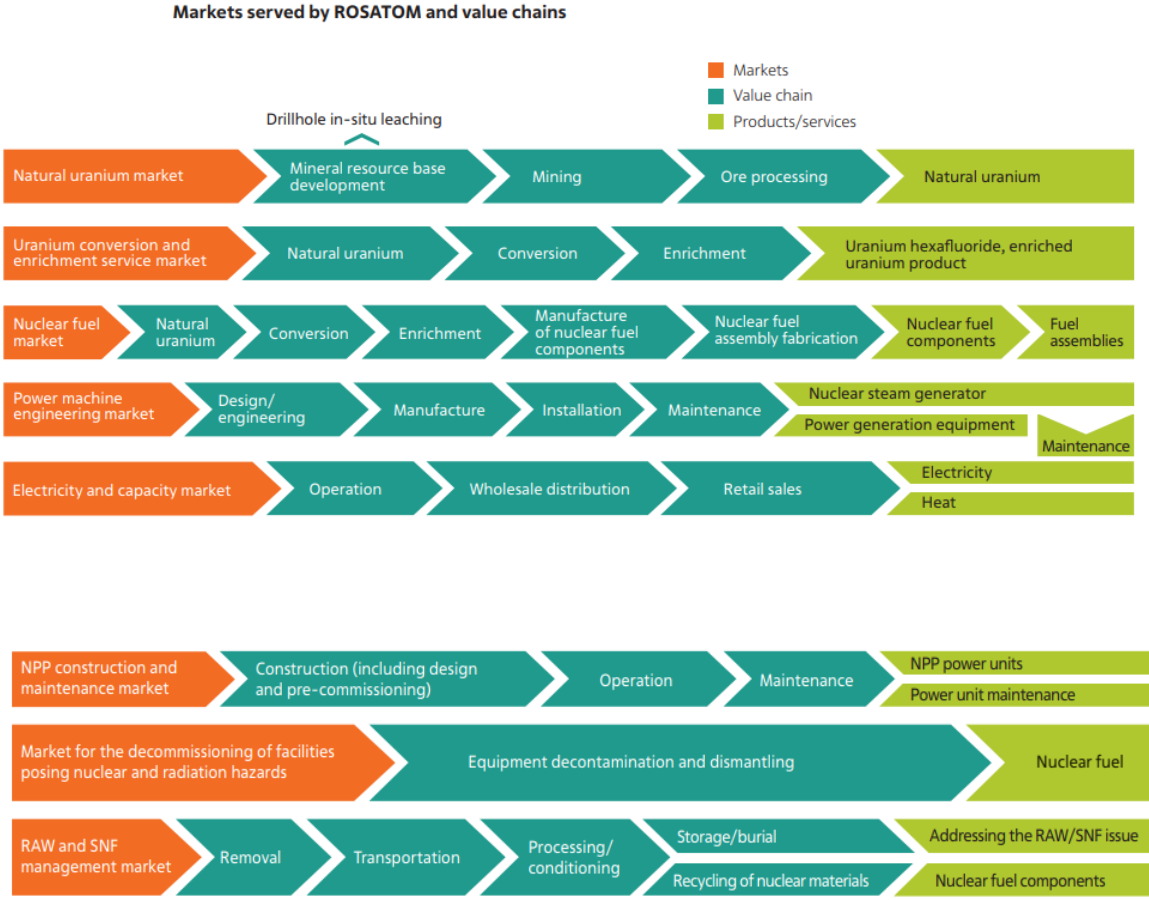 Markets served by ROSATOM and value chains
Markets
Value chain
Products/services
Drillhole in-situ leaching
Natural uranium market
Mineral resource base
development
Mining
Ore processing
Natural uranium
Uranium conversion and
enrichment service market
Natural uranium
Conversion
Enrichment
Uranium hexafluoride, enriched
uranium product
Nuclear fuel
market
Natural
uranium
Conversion
Enrichment
Manufacture
of nuclear fuel
components
Nuclear fuel
assembly fabrication
Nuclear fuel
components
Fuel
assemblies
Power machine
engineering market
Design/
engineering
Manufacture
Installation
Maintenance
Nuclear steam generator
Power generation equipment
Maintenance
Electricity and capacity market
Operation
Wholesale distribution
Retail sales
Electricity
Heat
NPP construction and
maintenance market
Construction (including design
and pre-commissioning)
Operation
Maintenance
NPP power units
Power unit maintenance
Market for the decommissioning of facilities
posing nuclear and radiation hazards
Equipment decontamination and dismantling
Nuclear fuel
RAW and SNF
management market
Removal
Transportation
Processing/
conditioning
Storage/burial
Recycling of nuclear materials
Addressing the RAW/SNF issue
Nuclear fuel components